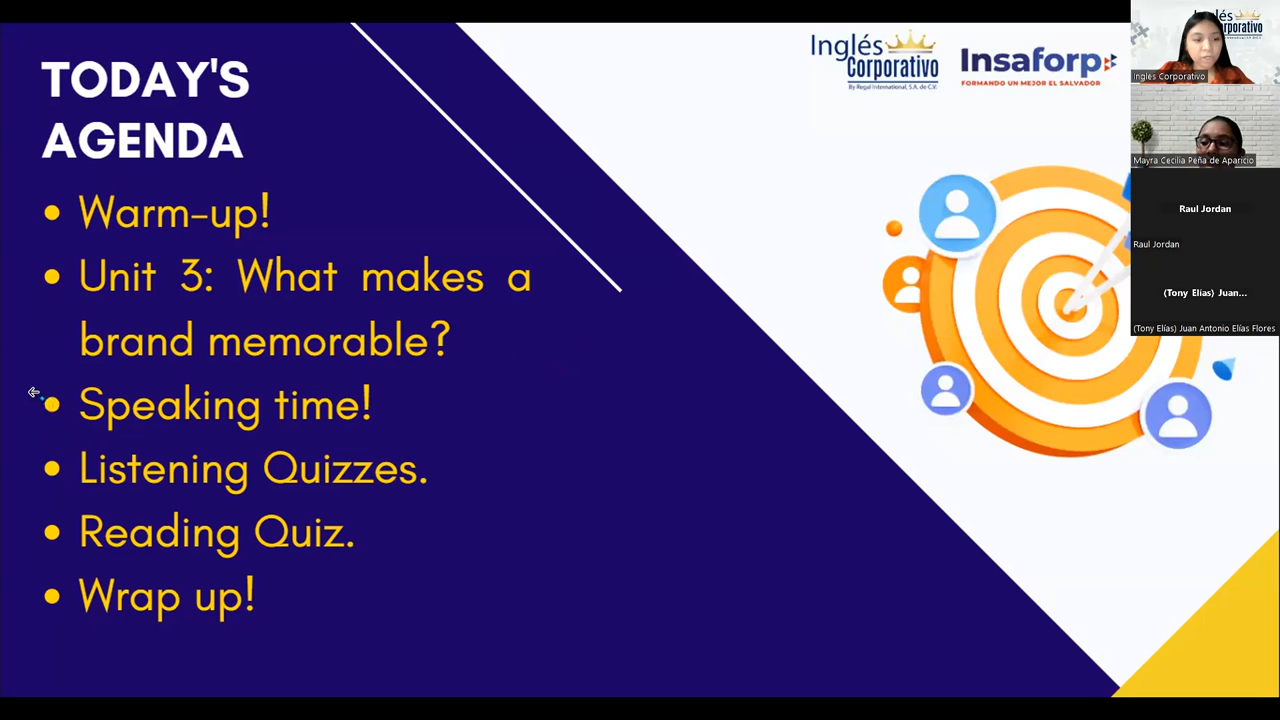 TODAY'S
AGENDA
• Warm-up!
• Unit 3: What makes a
brand memorable?
• Speaking time!
• Listening Quizzes.
• Reading Quiz.
• Wrap up!
Inglés
Corporativo
By Regal International, S.A. de C.V.
Insaforp
FORMANDO UN MEJOR EL SALVADOR
Inglés Corporativo
Mayra Cecilia Peña de Aparicio
Raul Jordan
Raul Jordan
(Tony Elías) Juan...
(Tony Elías) Juan Antonio Elías Flores